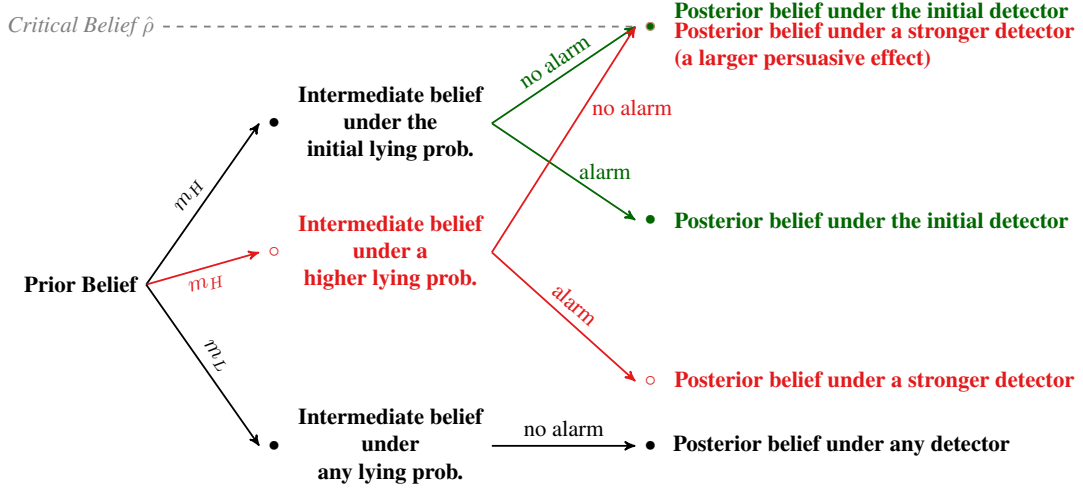 Critical Belief ρ̂
Posterior belief under the initial detector
Posterior belief under a stronger detector
(a larger persuasive effect)
no alarm
Intermediate belief
under the
initial lying prob.
no alarm
m_H
alarm
Posterior belief under the initial detector
Intermediate belief
under a
higher lying prob.
Prior Belief
m_H
alarm
m_L
Posterior belief under a stronger detector
Intermediate belief
under
any lying prob.
no alarm
Posterior belief under any detector